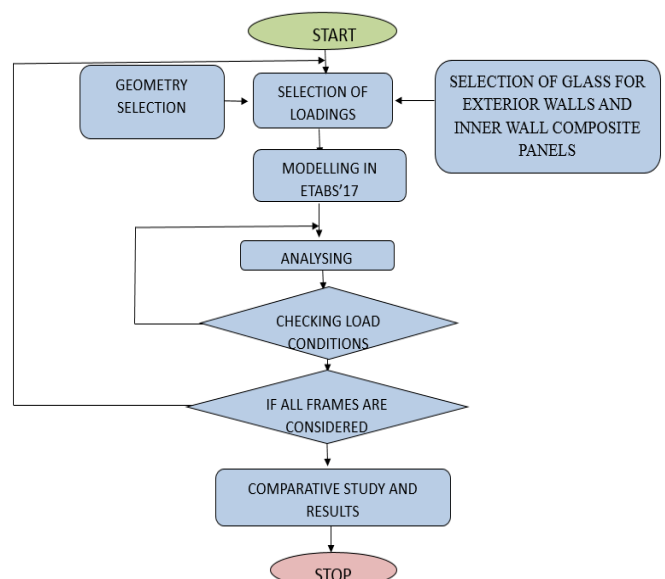 START
GEOMETRY
SELECTION
SELECTION OF
LOADINGS
SELECTION OF GLASS FOR
EXTERIOR WALLS AND
INNER WALL COMPOSITE
PANELS
MODELLING IN
ETABS'17
ANALYSING
CHECKING LOAD
CONDITIONS
IF ALL FRAMES ARE
CONSIDERED
COMPARATIVE STUDY AND
RESULTS
STOP